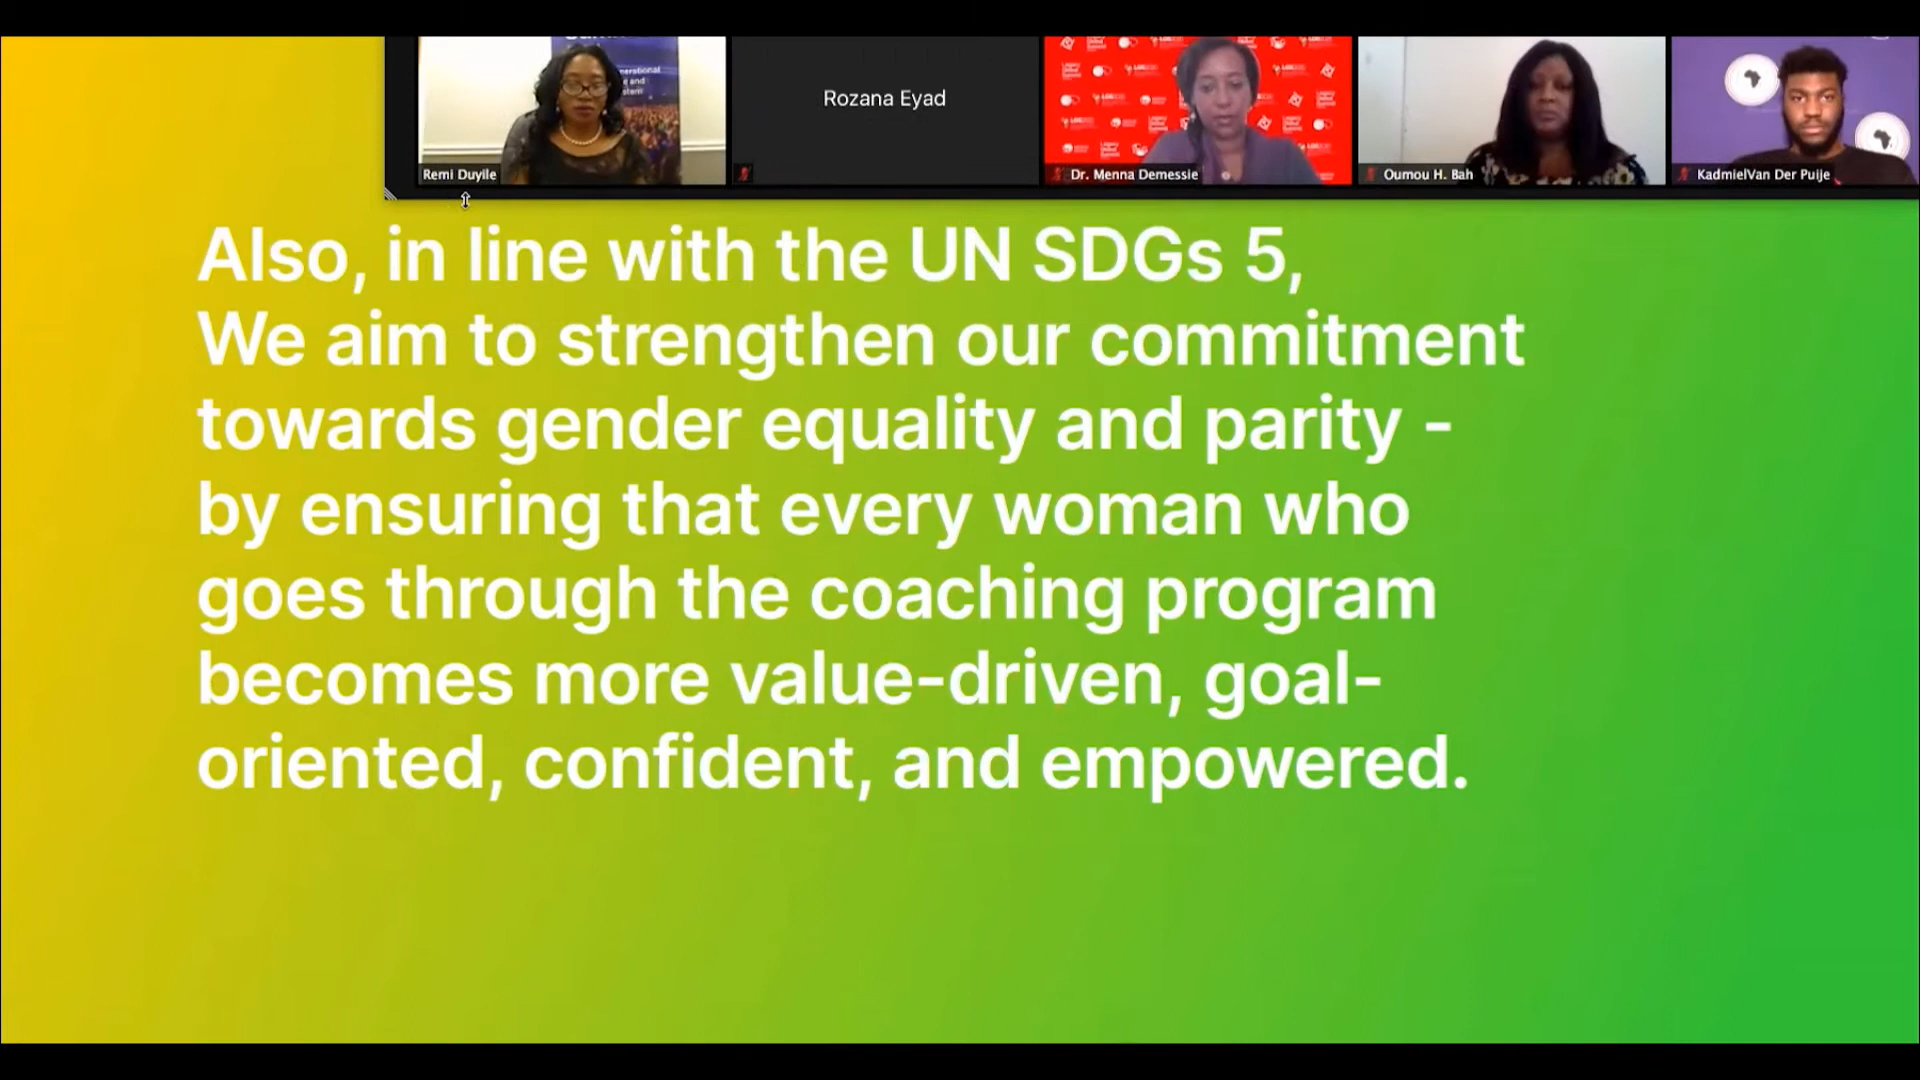 Remi Duyile
Rozana Eyad
Dr. Menna Demessie
Oumou H. Bah
KadmielVan Der Puije
Also, in line with the UN SDGs 5,
We aim to strengthen our commitment
towards gender equality and parity -
by ensuring that every woman who
goes through the coaching program
becomes more value-driven, goal-
oriented, confident, and empowered.